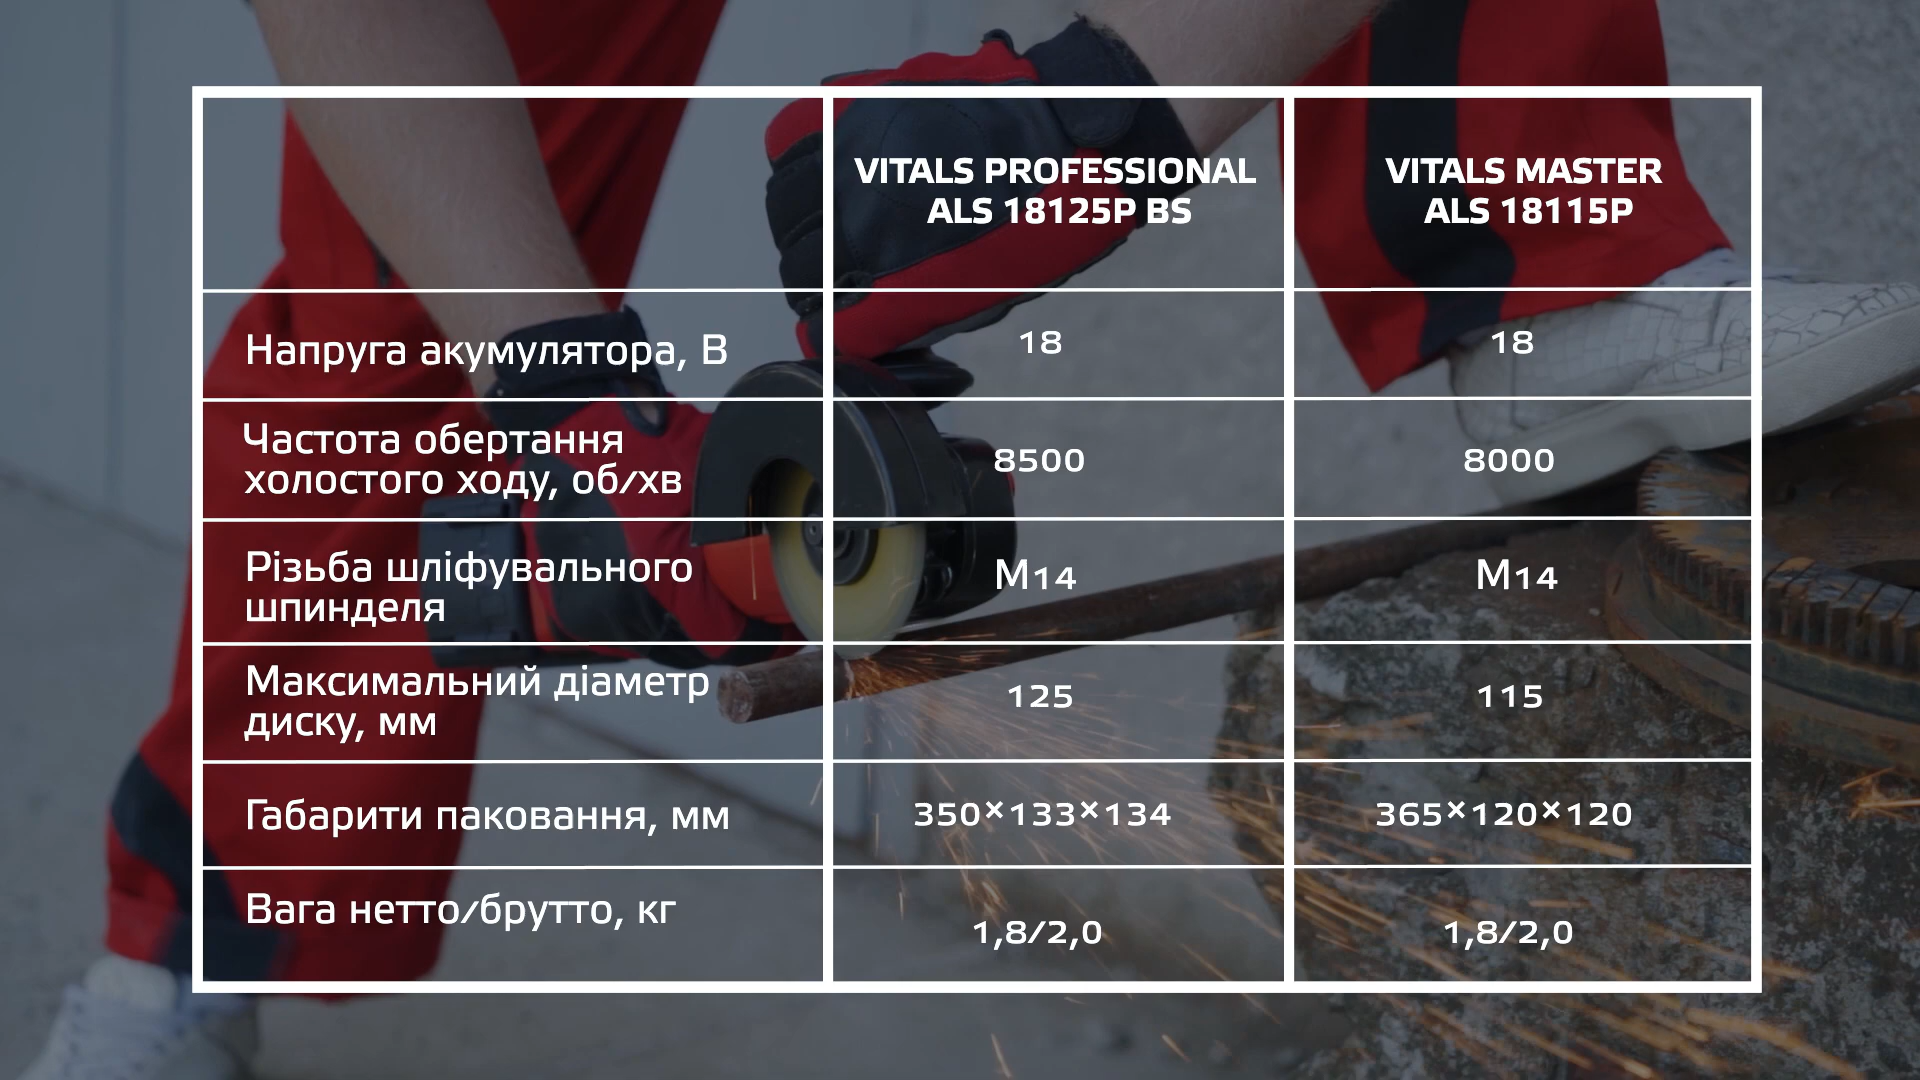 VITALS PROFESSIONAL
ALS 18125P BS
VITALS MASTER
ALS 18115P
Напруга акумулятора, В
18
18
Частота обертання
холостого ходу, об/хв
8500
8000
Різьба шліфувального
шпинделя
М14
М14
Максимальний діаметр
диску, мм
125
115
Габарити паковання, мм
350×133×134
365×120×120
Вага нетто/брутто, кг
1,8/2,0
1,8/2,0